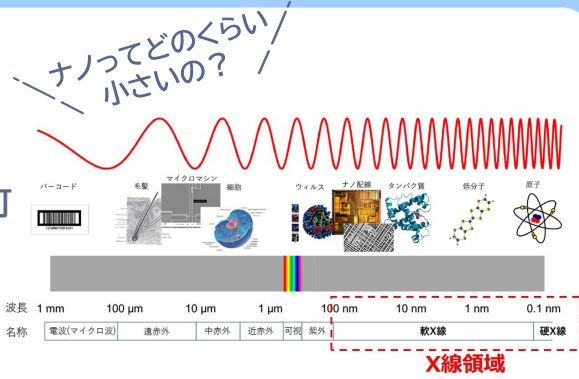 ナノってどのくらい
小さいの？
バーコード 毛髪 マイクロマシン 細胞 ウィルス ナノ配線 タンパク質 低分子 原子
可
波長 1 mm 100 μm 10 μm 1 μm 100 nm 10 nm 1 nm 0.1 nm
名称 電波(マイクロ波) 遠赤外 中赤外 近赤外 可視 紫外 軟X線 硬X線
X線領域